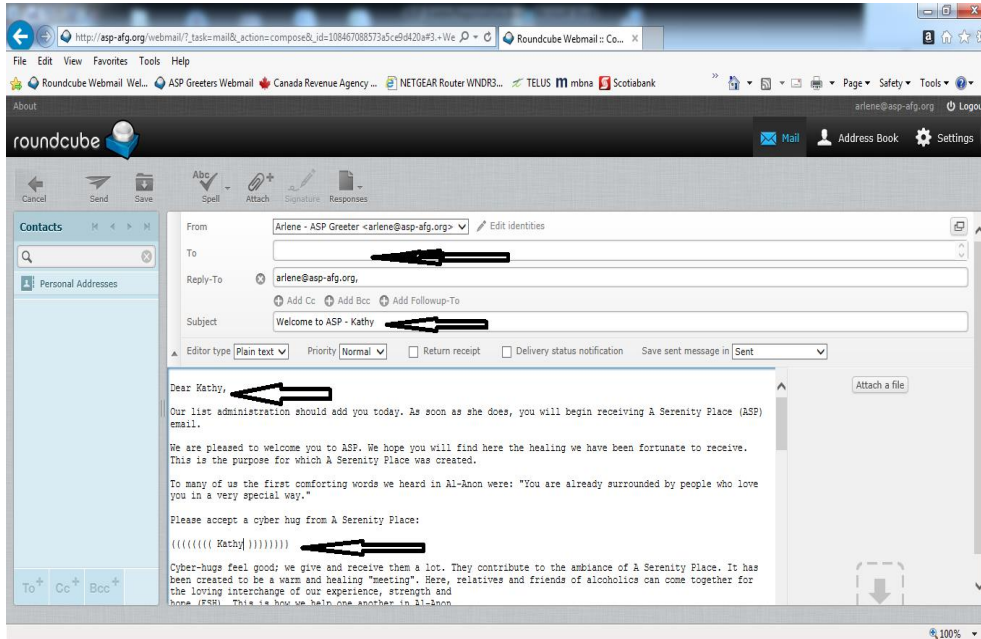 http://asp-afg.org/webmail/?_task=mail&_action=compose&_id=108467088573a5ce9d420a#3.+We
Roundcube Webmail :: Co...
File Edit View Favorites Tools Help
Roundcube Webmail Wel... ASP Greeters Webmail Canada Revenue Agency ... NETGEAR Router WNDR3... TELUS mbna Scotiabank Page Safety Tools
About arlene@asp-afg.org Logou
roundcube Mail Address Book Settings
Cancel Send Save Abc Spell Attach Signature Responses
Contacts
Personal Addresses
From Arlene - ASP Greeter <arlene@asp-afg.org> Edit identities
To
Reply-To arlene@asp-afg.org,
Add Cc Add Bcc Add Followup-To
Subject Welcome to ASP - Kathy
Editor type Plain text Priority Normal Return receipt Delivery status notification Save sent message in Sent
Attach a file
Dear Kathy,
Our list administration should add you today. As soon as she does, you will begin receiving A Serenity Place (ASP)
email.
We are pleased to welcome you to ASP. We hope you will find here the healing we have been fortunate to receive.
This is the purpose for which A Serenity Place was created.
To many of us the first comforting words we heard in Al-Anon were: "You are already surrounded by people who love
you in a very special way."
Please accept a cyber hug from A Serenity Place:
(((((((( Kathy ))))))))
Cyber-hugs feel good; we give and receive them a lot. They contribute to the ambiance of A Serenity Place. It has
been created to be a warm and healing "meeting". Here, relatives and friends of alcoholics can come together for
the loving interchange of our experience, strength and
hope (ESH). This is how we help one another in Al-Anon
To+ Cc+ Bcc+
100%